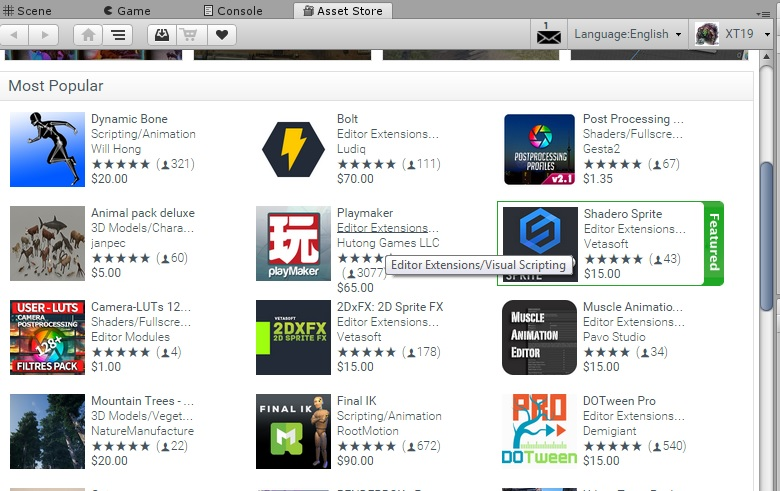 Scene
Game
Console
Asset Store
1
Language:English
XT19
Most Popular
Dynamic Bone
Scripting/Animation
Will Hong
(321)
$20.00
Bolt
Editor Extensions...
Ludiq
(111)
$70.00
POSTPROCESSING
PROFILES
v2.1
Post Processing ...
Shaders/Fullscre...
Gesta2
(67)
$1.35
Animal pack deluxe
3D Models/Chara...
janpec
(60)
$5.00
玩
playMaker
Playmaker
Editor Extensions...
Hutong Games LLC
(3077)
$65.00
Editor Extensions/Visual Scripting
SPRITE
Shadero Sprite
Editor Extensions...
Vetasoft
(43)
$15.00
Featured
USER - LUTS
CAMERA
POSTPROCESSING
128+
FILTRES PACK
Camera-LUTs 12...
Shaders/Fullscre...
Editor Modules
(4)
$1.00
VETASOFT
2DXFX
2D SPRITE FX
2DxFX: 2D Sprite FX
Editor Extensions...
Vetasoft
(178)
$15.00
MUSCLE
ANIMATION
EDITOR
Muscle Animatio...
Editor Extensions...
Pavo Studio
(34)
$15.00
Mountain Trees - ...
3D Models/Veget...
NatureManufacture
(22)
$20.00
FINAL IK
Final IK
Scripting/Animation
RootMotion
(672)
$90.00
PRO
DOTween
DOTween Pro
Editor Extensions...
Demigiant
(540)
$15.00